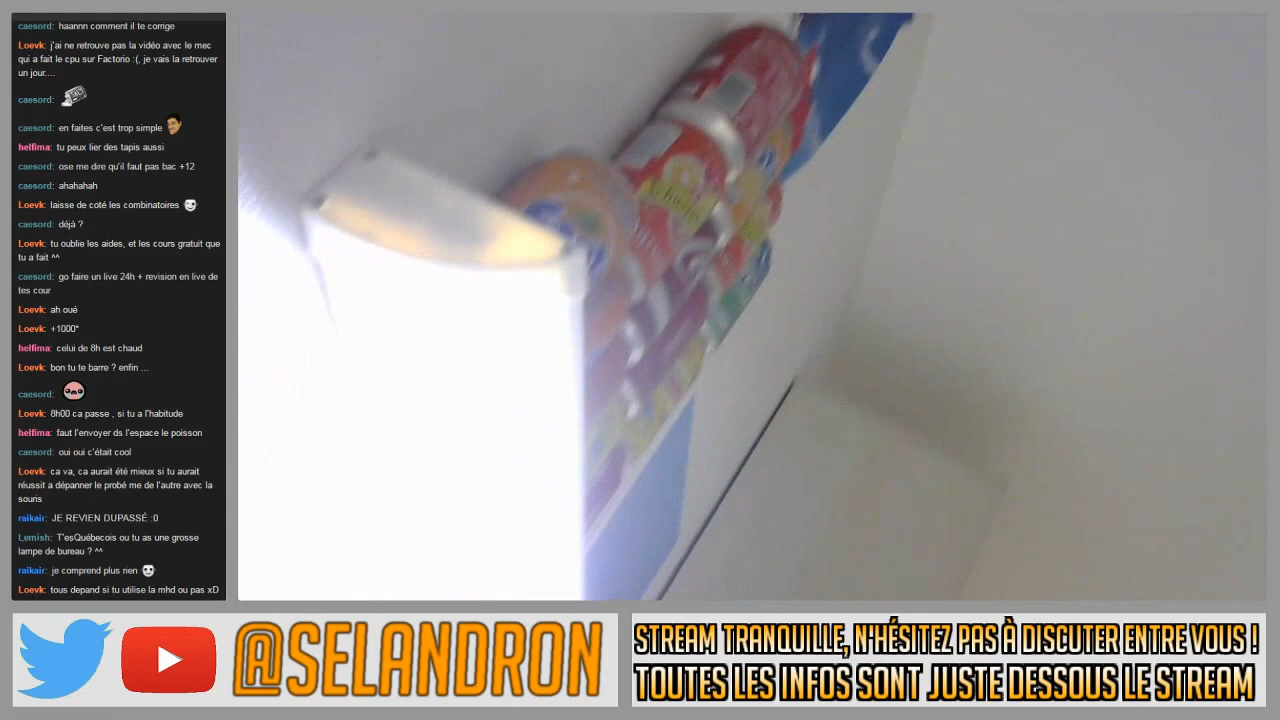 caesord: haannn comment il te corrige
Loevk: j'ai ne retrouve pas la vidéo avec le mec
qui a fait le cpu sur Factorio :(, je vais la retrouver
un jour....
caesord:
caesord: en faites c'est trop simple
helfima: tu peux lier des tapis aussi
caesord: ose me dire qu'il faut pas bac +12
caesord: ahahahah
Loevk: laisse de coté les combinatoires
caesord: déjà ?
Loevk: tu oublie les aides, et les cours gratuit que
tu a fait ^^
caesord: go faire un live 24h + revision en live de
tes cour
Loevk: ah oué
Loevk: +1000*
helfima: celui de 8h est chaud
Loevk: bon tu te barre ? enfin ...
caesord:
Loevk: 8h00 ca passe , si tu a l'habitude
helfima: faut l'envoyer ds l'espace le poisson
caesord: oui oui c'était cool
Loevk: ca va, ca aurait été mieux si tu aurait
réussit a dépanner le probé me de l'autre avec la
souris
raikair: JE REVIEN DUPASSÉ :0
Lemish: T'esQuébecois ou tu as une grosse
lampe de bureau ? ^^
raikair: je comprend plus rien
Loevk: tous depand si tu utilise la mhd ou pas xD
@SELANDRON
STREAM TRANQUILLE, N'HÉSITEZ PAS À DISCUTER ENTRE VOUS !
TOUTES LES INFOS SONT JUSTE DESSOUS LE STREAM